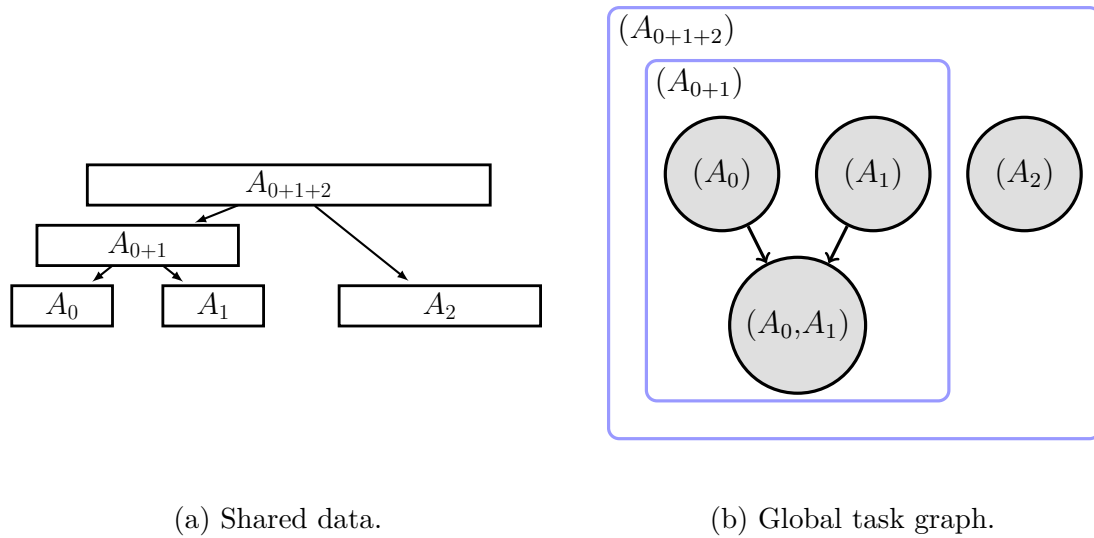 A₀₊₁₊₂
A₀₊₁
A₀ A₁ A₂
(a) Shared data.
(A₀₊₁₊₂)
(A₀₊₁)
(A₀) (A₁) (A₂)
(A₀,A₁)
(b) Global task graph.